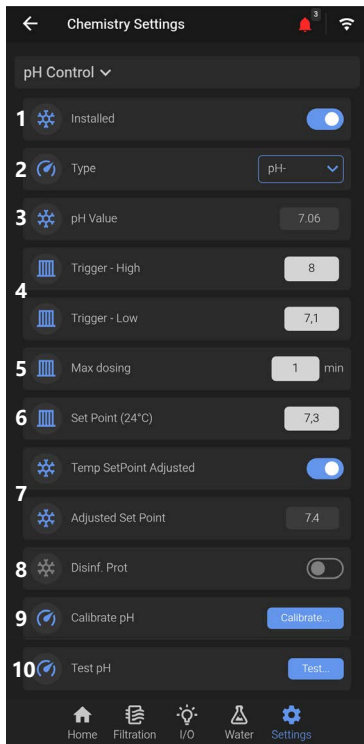 Chemistry Settings
3
pH Control
1 Installed
2 Type pH-
3 pH Value 7.06
4
Trigger - High 8
Trigger - Low 7,1
5 Max dosing 1 min
6 Set Point (24°C) 7,3
7
Temp SetPoint Adjusted
Adjusted Set Point 7.4
8 Disinf. Prot
9 Calibrate pH Calibrate...
10 Test pH Test...
Home Filtration I/O Water Settings